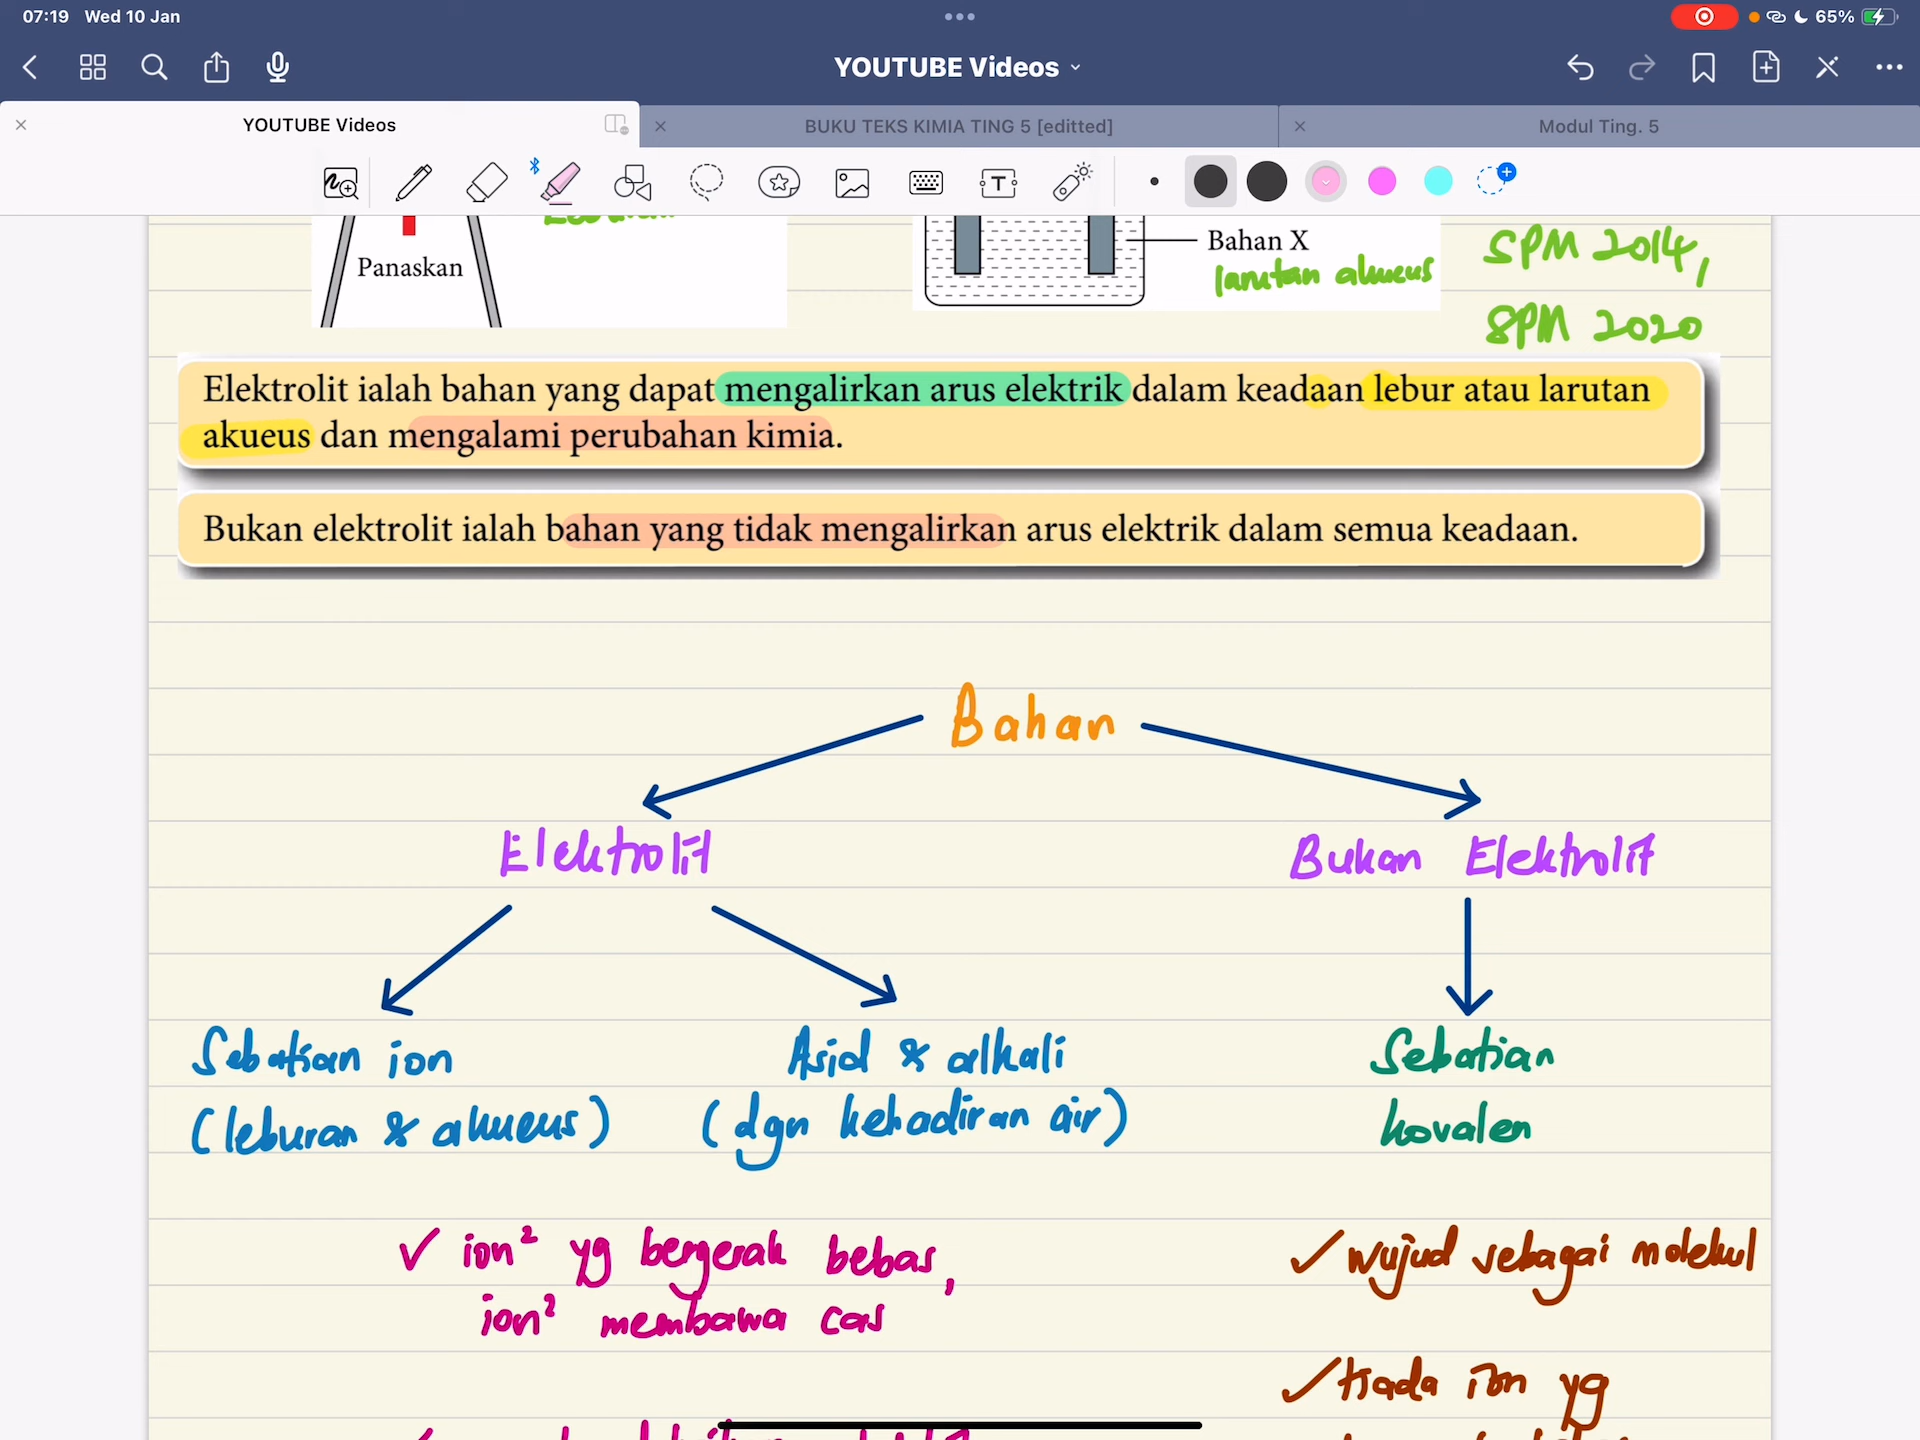 07:19 Wed 10 Jan
65%
YOUTUBE Videos
YOUTUBE Videos
BUKU TEKS KIMIA TING 5 [editted]
Modul Ting. 5
Panaskan
Bahan X
larutan akueus
SPM 2014,
SPM 2020
Elektrolit ialah bahan yang dapat mengalirkan arus elektrik dalam keadaan lebur atau larutan
akueus dan mengalami perubahan kimia.
Bukan elektrolit ialah bahan yang tidak mengalirkan arus elektrik dalam semua keadaan.
Bahan
Elektrolit
Bukan Elektrolit
Sebatian ion
(leburan & akueus)
Asid & alkali
(dgn kehadiran air)
Sebatian
kovalen
✓ ion² yg bergerak bebas,
ion² membawa cas
✓ wujud sebagai molekul
✓ tiada ion yg